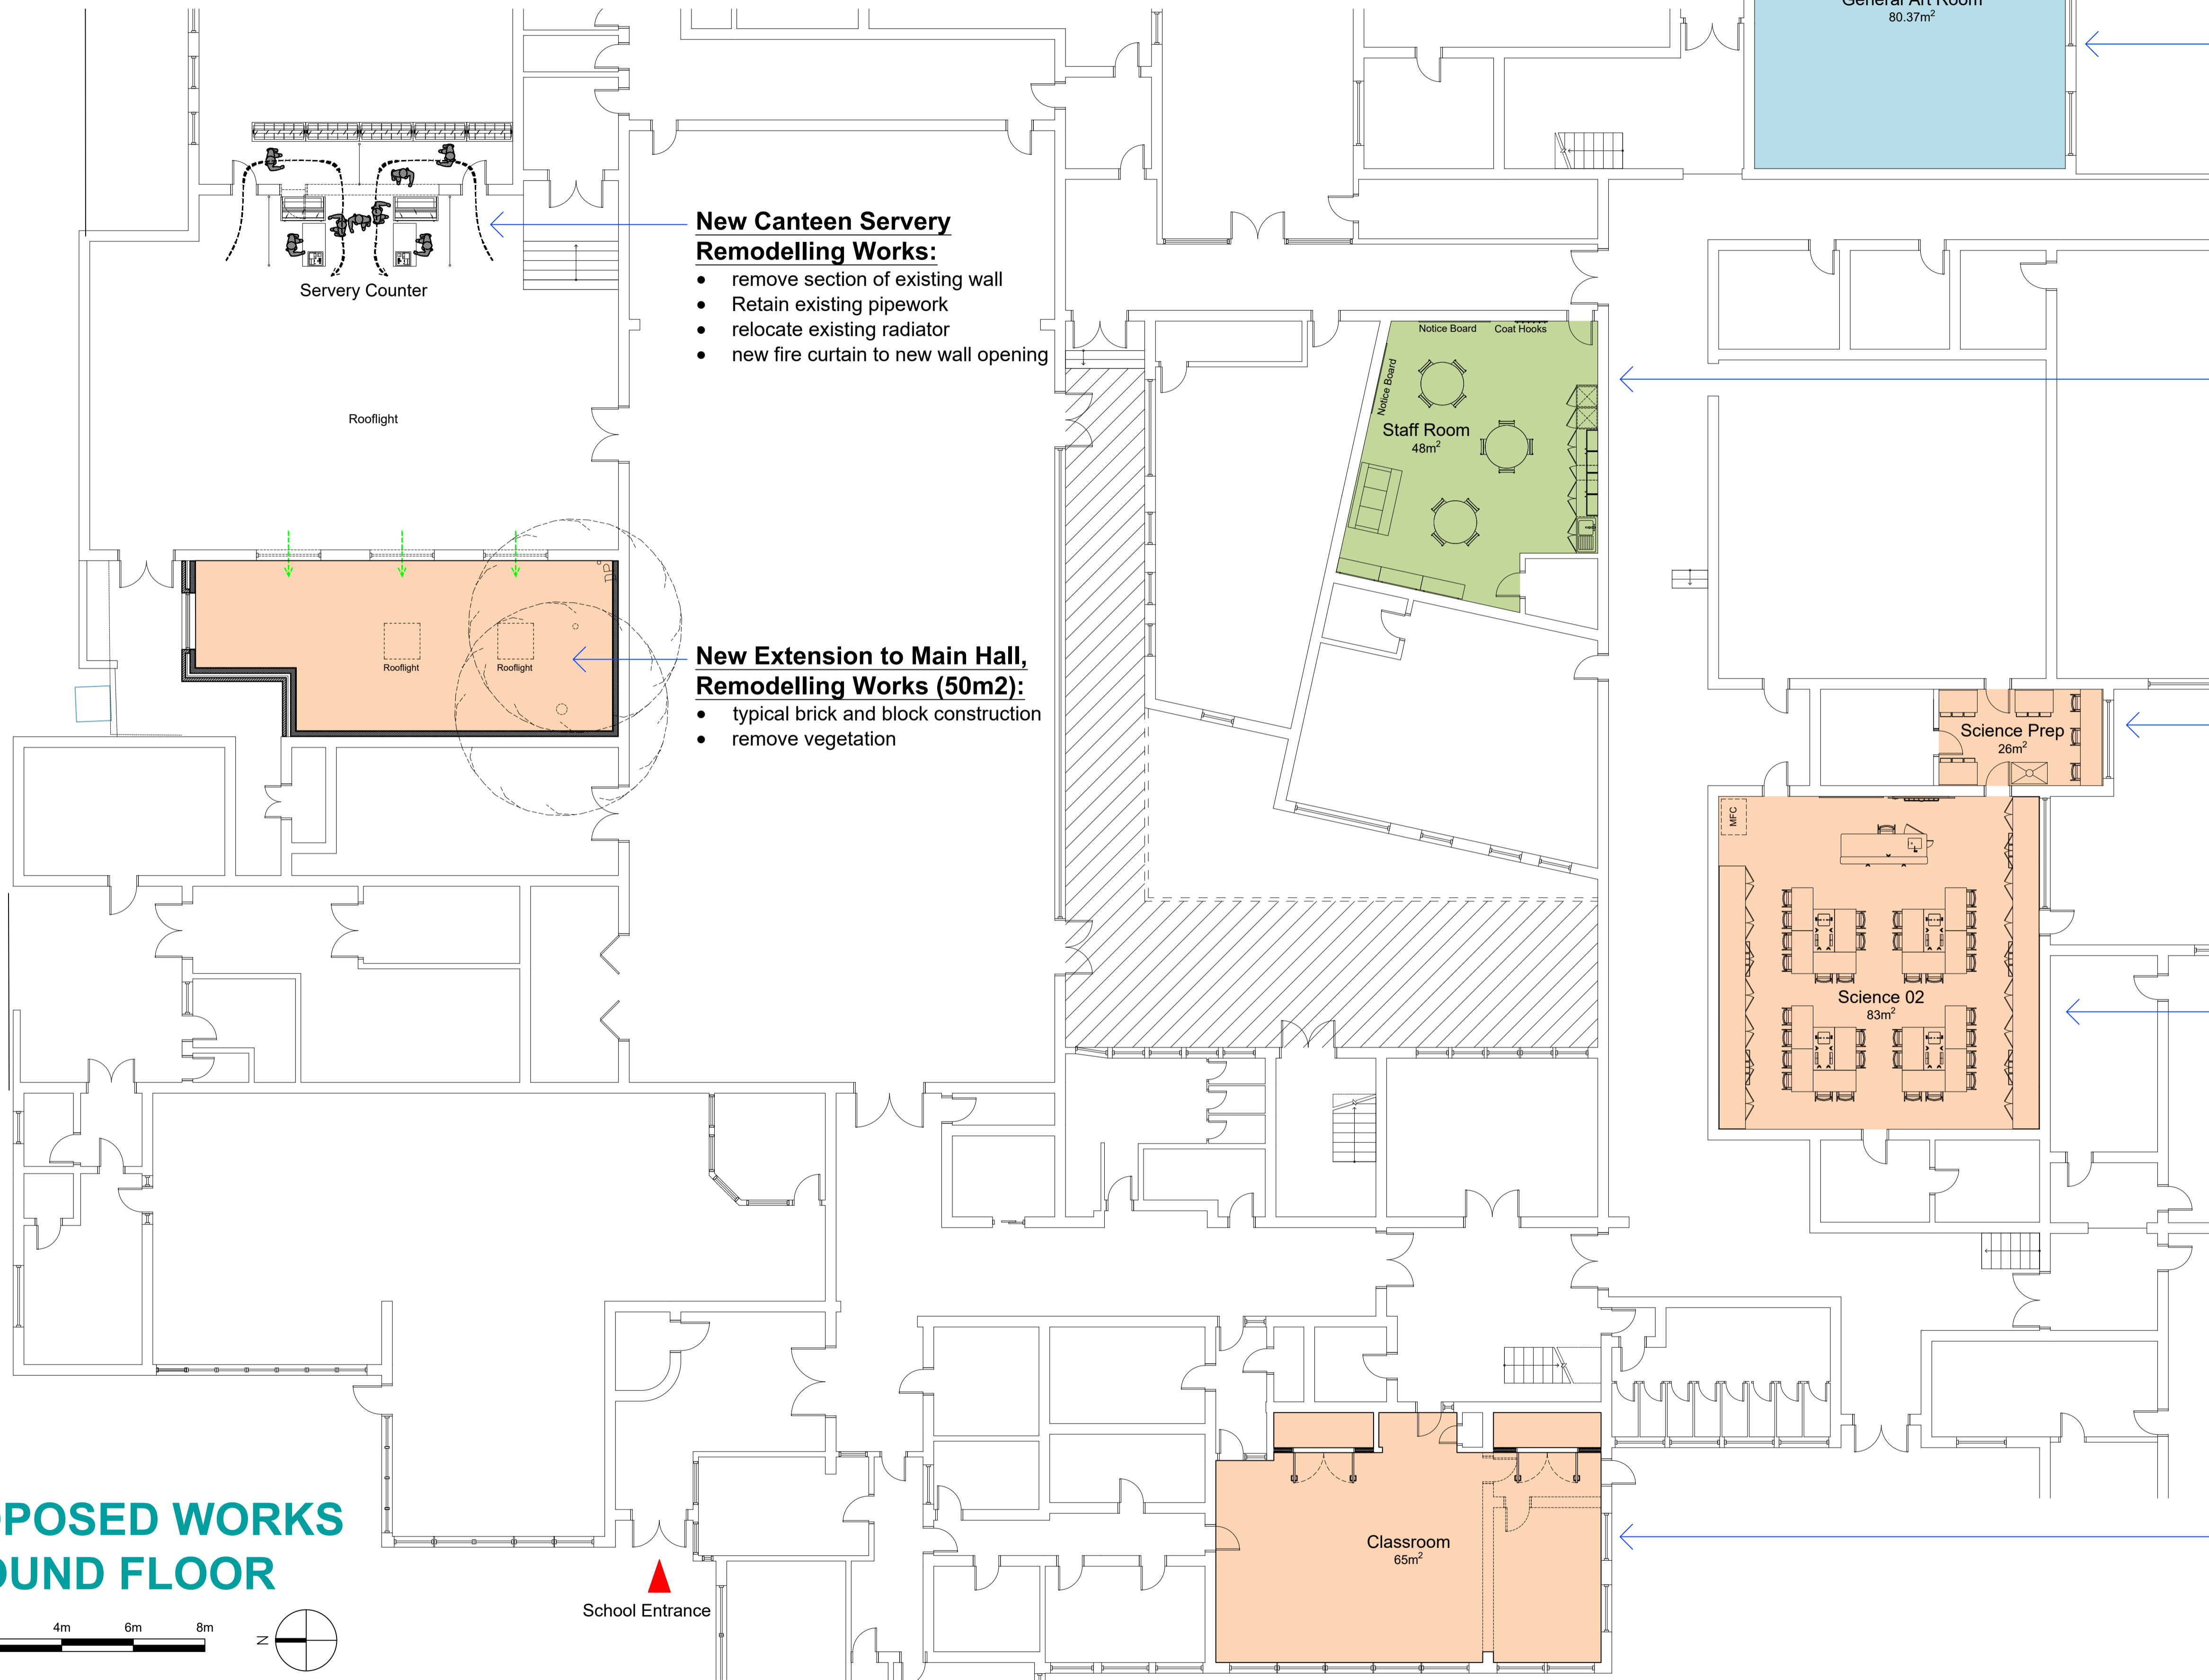 General Art Room
80.37m²
New Canteen Servery
Remodelling Works:
• remove section of existing wall
• Retain existing pipework
• relocate existing radiator
• new fire curtain to new wall opening
Servery Counter
Rooflight
Notice Board
Coat Hooks
Notice Board
Staff Room
48m²
DP
Rooflight
Rooflight
New Extension to Main Hall,
Remodelling Works (50m2):
• typical brick and block construction
• remove vegetation
Science Prep
26m²
MFC
Science 02
83m²
Classroom
65m²
School Entrance
POSED WORKS
OUND FLOOR
4m 6m 8m
N